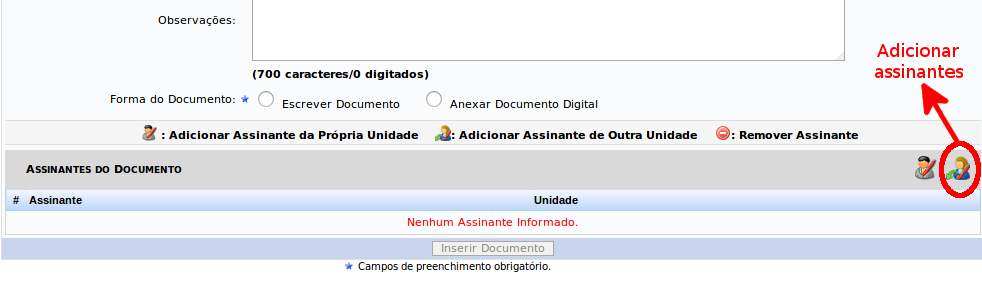 Observações:
Adicionar
assinantes
(700 caracteres/0 digitados)
Forma do Documento: Escrever Documento Anexar Documento Digital
: Adicionar Assinante da Própria Unidade : Adicionar Assinante de Outra Unidade : Remover Assinante
ASSINANTES DO DOCUMENTO
# Assinante Unidade
Nenhum Assinante Informado.
Inserir Documento
Campos de preenchimento obrigatório.